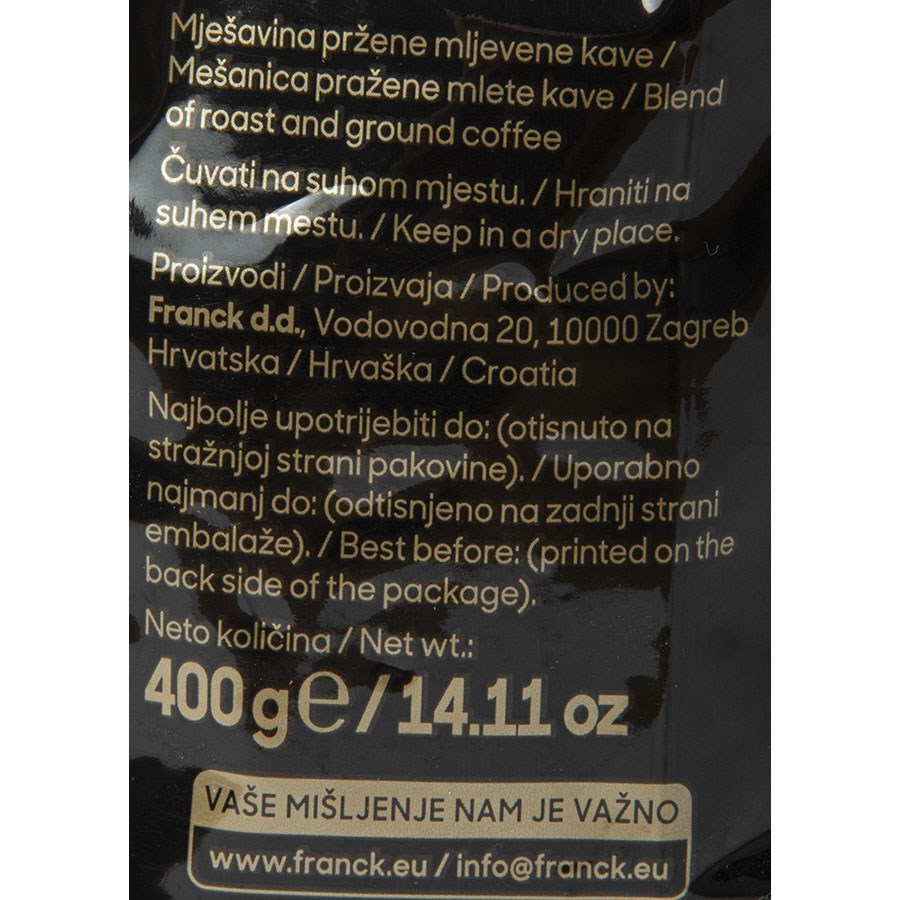 Mješavina pržene mljevene kave /
Mešanica pražene mlete kave / Blend
of roast and ground coffee
Čuvati na suhom mjestu. / Hraniti na
suhem mestu. / Keep in a dry place.
Proizvodi / Proizvaja / Produced by:
Franck d.d., Vodovodna 20, 10000 Zagreb
Hrvatska / Hrvaška / Croatia
Najbolje upotrijebiti do: (otisnuto na
stražnjoj strani pakovine). / Uporabno
najmanj do: (odtisnjeno na zadnji strani
embalaže). / Best before: (printed on the
back side of the package).
Neto količina / Net wt.:
400 g℮ / 14.11 oz
VAŠE MIŠLJENJE NAM JE VAŽNO
www.franck.eu / info@franck.eu